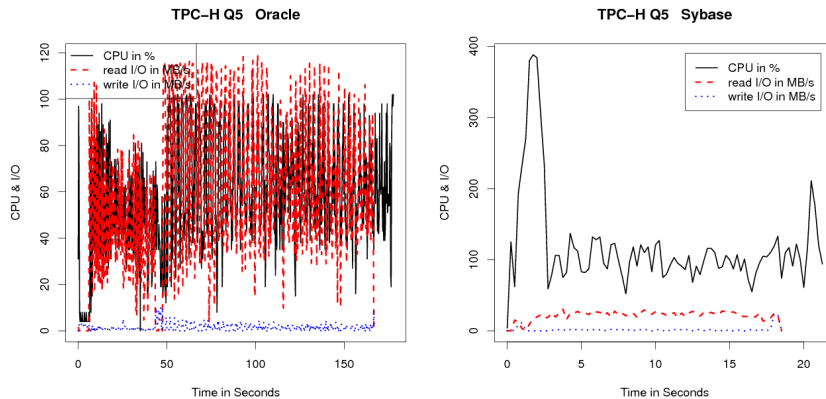 TPC-H Q5 Oracle
CPU in %
read I/O in MB/s
write I/O in MB/s
CPU & I/O
0
20
40
60
80
100
120
0
50
100
150
Time in Seconds
TPC-H Q5 Sybase
CPU in %
read I/O in MB/s
write I/O in MB/s
CPU & I/O
0
100
200
300
400
0
5
10
15
20
Time in Seconds